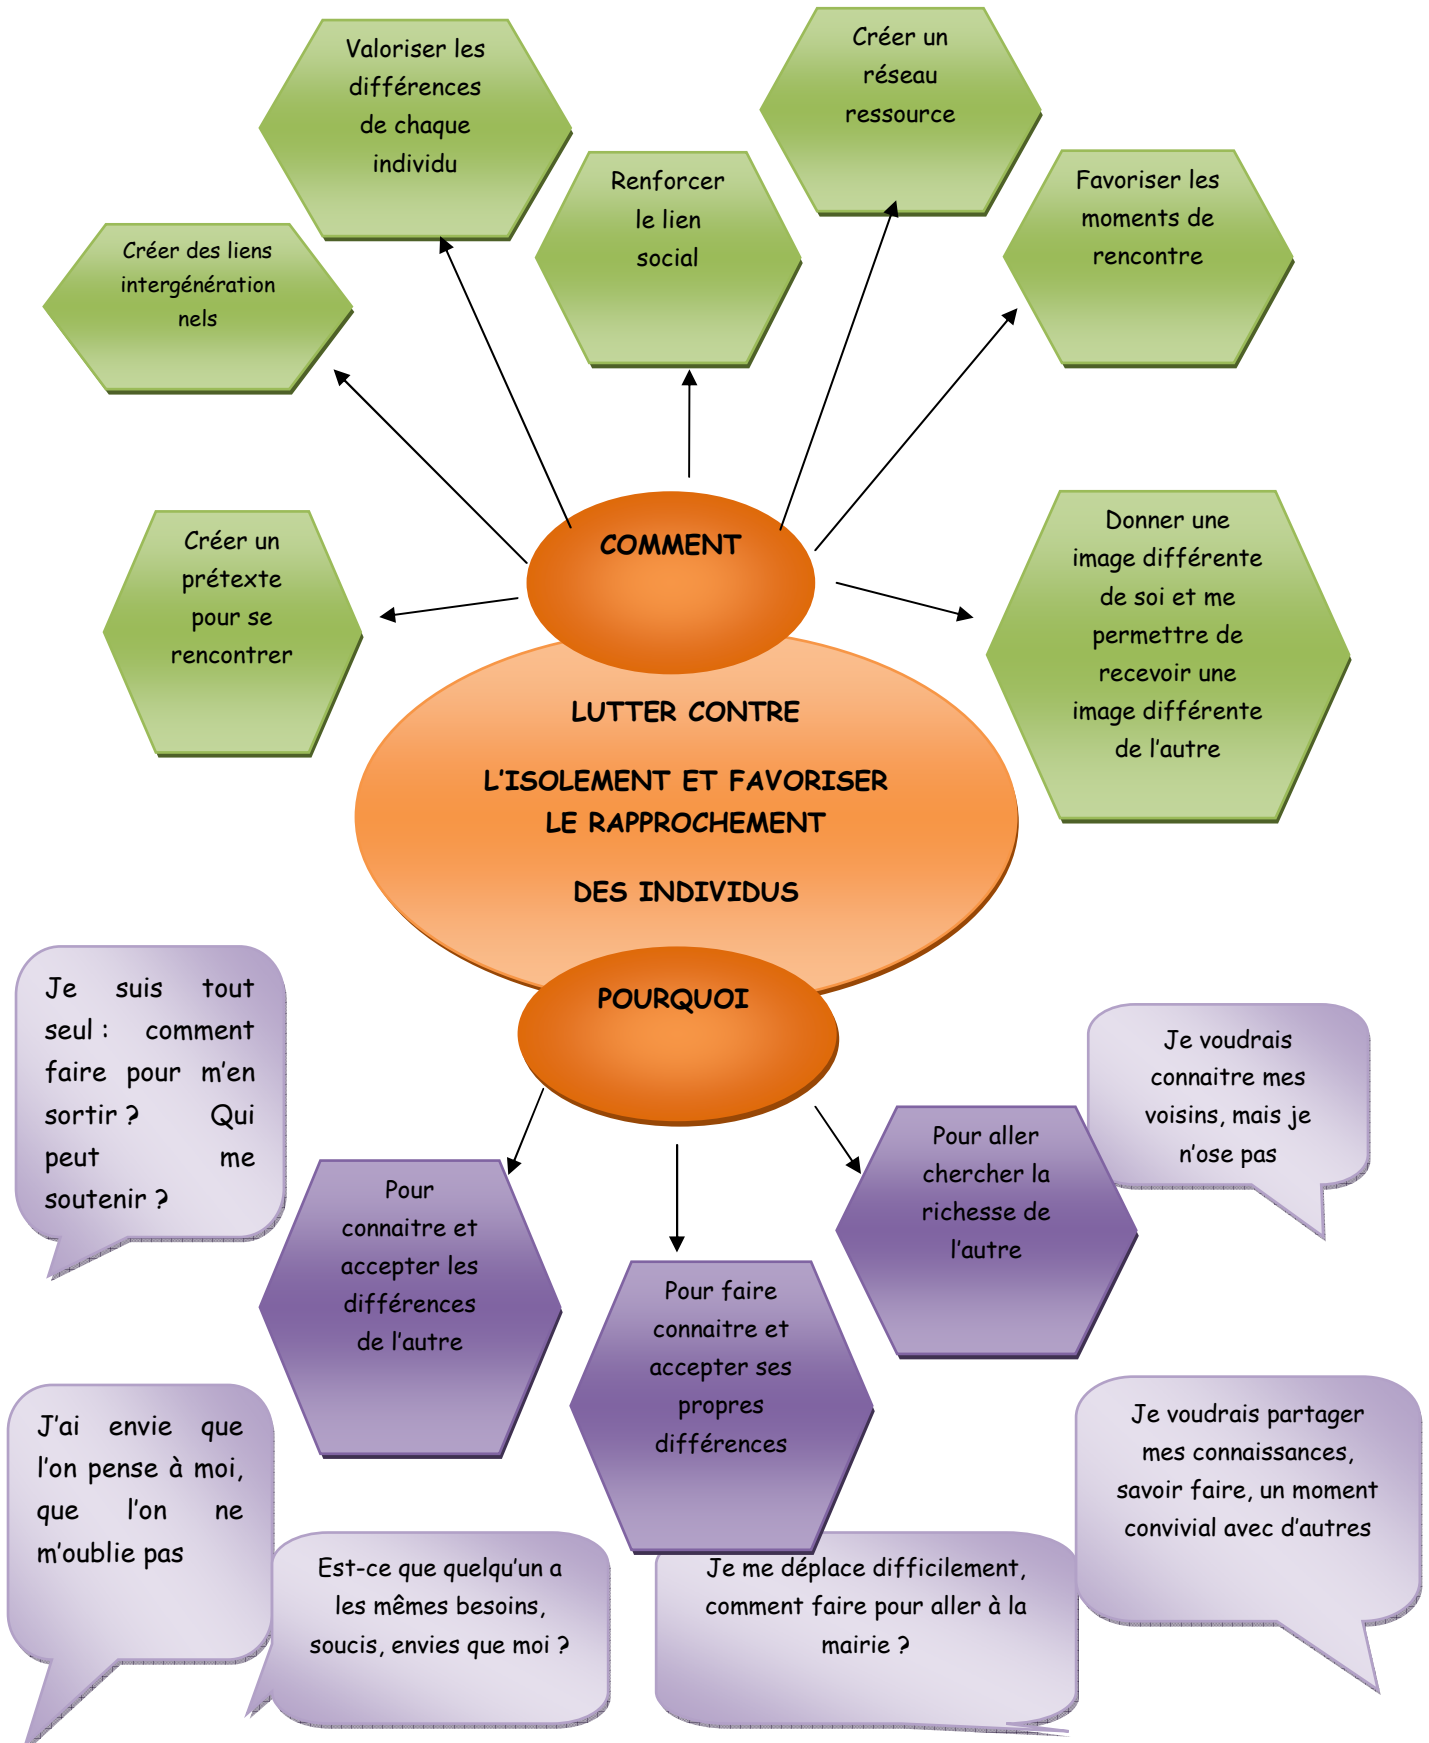 Valoriser les
différences
de chaque
individu
Créer un
réseau
ressource
Renforcer
le lien
social
Favoriser les
moments de
rencontre
Créer des liens
intergénération
nels
Créer un
prétexte
pour se
rencontrer
COMMENT
Donner une
image différente
de soi et me
permettre de
recevoir une
image différente
de l'autre
LUTTER CONTRE
L'ISOLEMENT ET FAVORISER
LE RAPPROCHEMENT
DES INDIVIDUS
POURQUOI
Je suis tout
seul : comment
faire pour m'en
sortir ? Qui
peut me
soutenir ?
Je voudrais
connaitre mes
voisins, mais je
n'ose pas
Pour aller
chercher la
richesse de
l'autre
Pour
connaitre et
accepter les
différences
de l'autre
Pour faire
connaitre et
accepter ses
propres
différences
J'ai envie que
l'on pense à moi,
que l'on ne
m'oublie pas
Je voudrais partager
mes connaissances,
savoir faire, un moment
convivial avec d'autres
Est-ce que quelqu'un a
les mêmes besoins,
soucis, envies que moi ?
Je me déplace difficilement,
comment faire pour aller à la
mairie ?